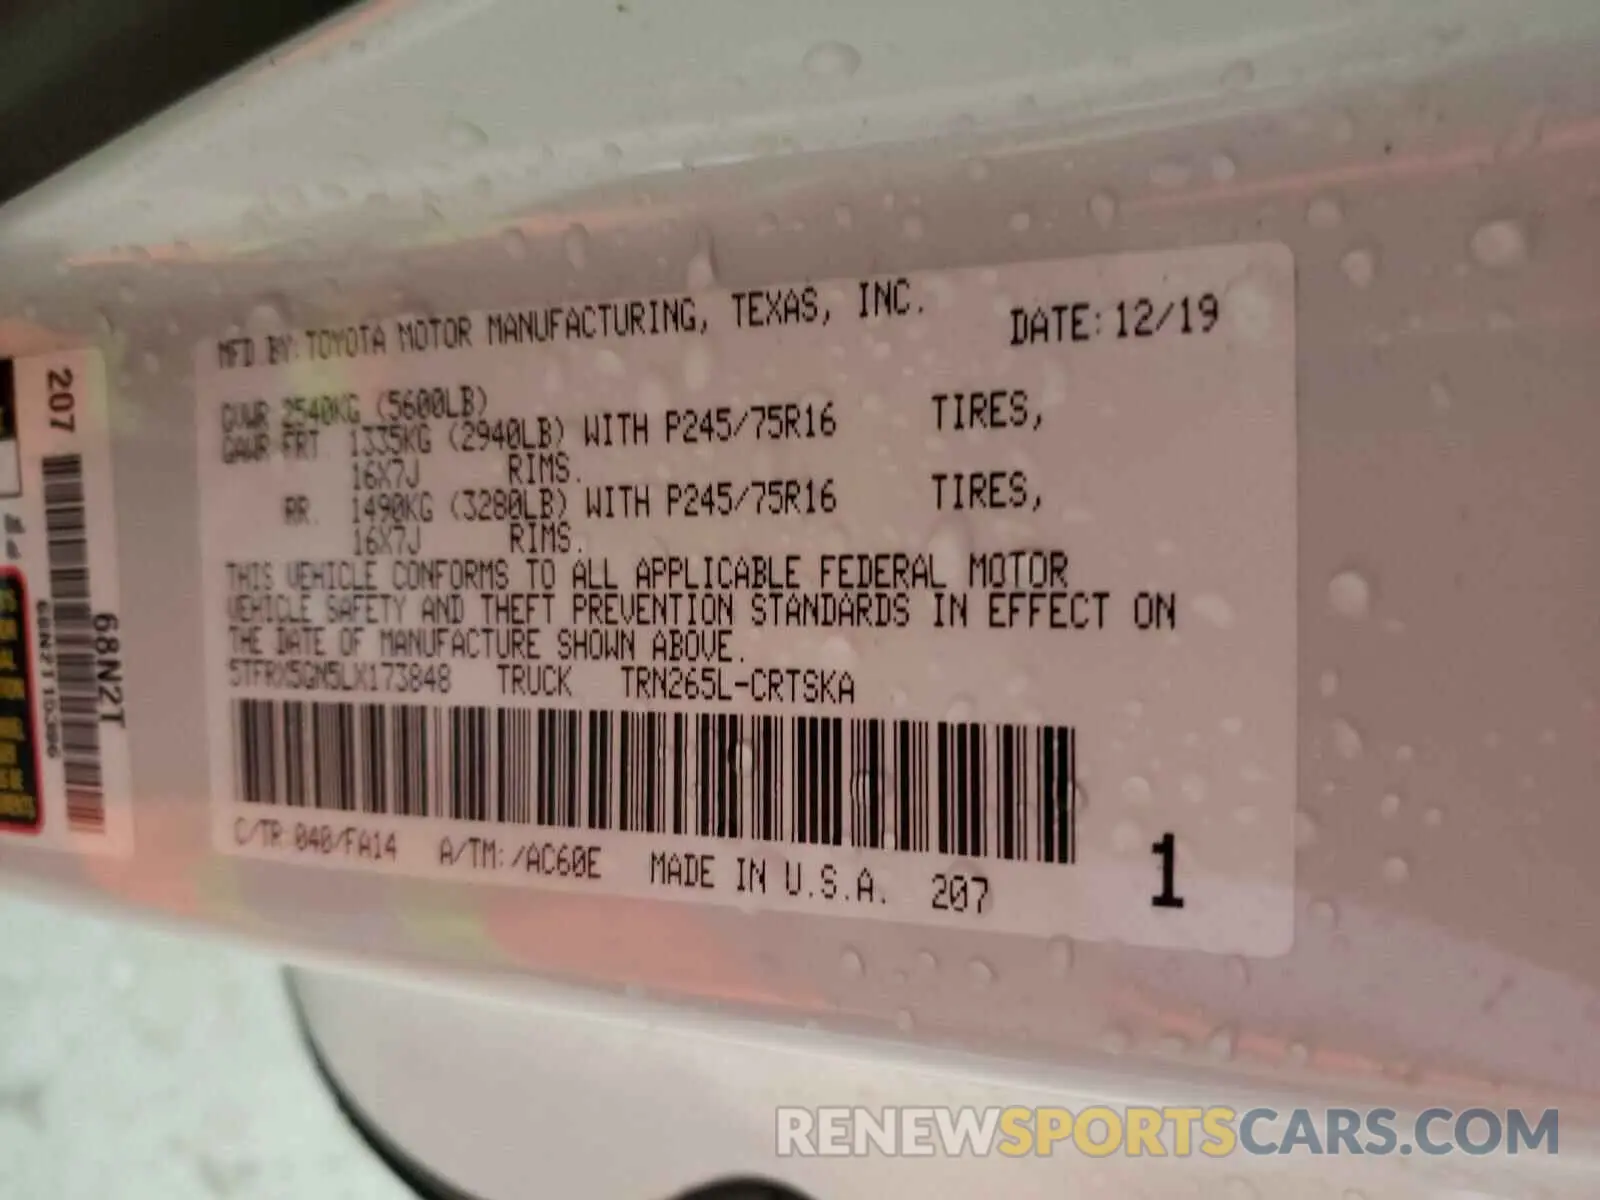 MFD. BY: TOYOTA MOTOR MANUFACTURING, TEXAS, INC. DATE: 12/19
GVWR 2540KG (5600LB)
GAWR FRT. 1335KG (2940LB) WITH P245/75R16 TIRES,
16X7J RIMS.
RR. 1490KG (3280LB) WITH P245/75R16 TIRES,
16X7J RIMS.
THIS VEHICLE CONFORMS TO ALL APPLICABLE FEDERAL MOTOR
VEHICLE SAFETY AND THEFT PREVENTION STANDARDS IN EFFECT ON
THE DATE OF MANUFACTURE SHOWN ABOVE.
5TFRX5GN5LX173848 TRUCK TRN265L-CRTSKA
C/TR:040/FA14 A/TM:/AC60E MADE IN U.S.A. 207
1
207
68N2T
RENEWSPORTSCARS.COM